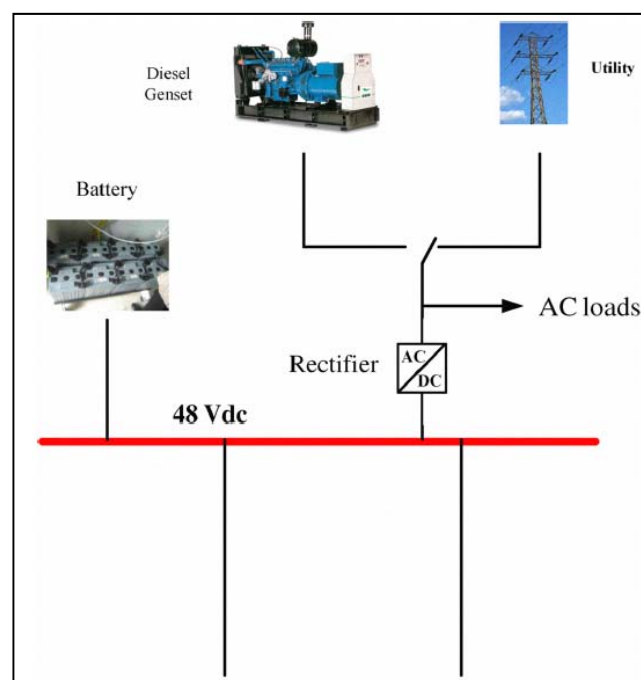 Diesel
Genset
Utility
Battery
AC loads
Rectifier
AC
DC
48 Vdc